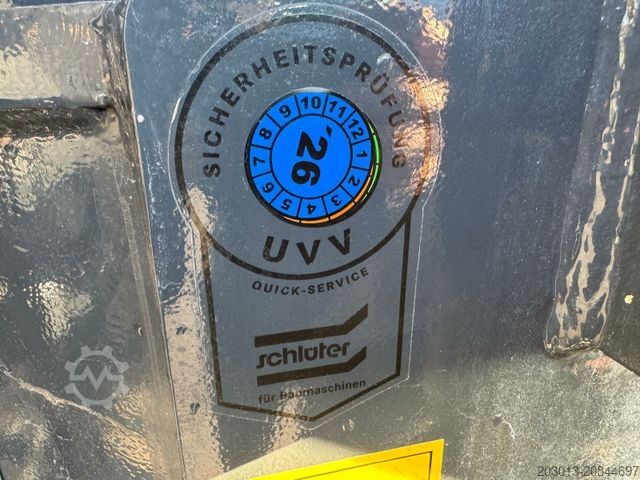 SICHERHEITSPRÜFUNG
1 2 3 4 5 6 7 8 9 10 11 12
'26
UVV
QUICK-SERVICE
schlüter
für Baumaschinen
203013-20844697